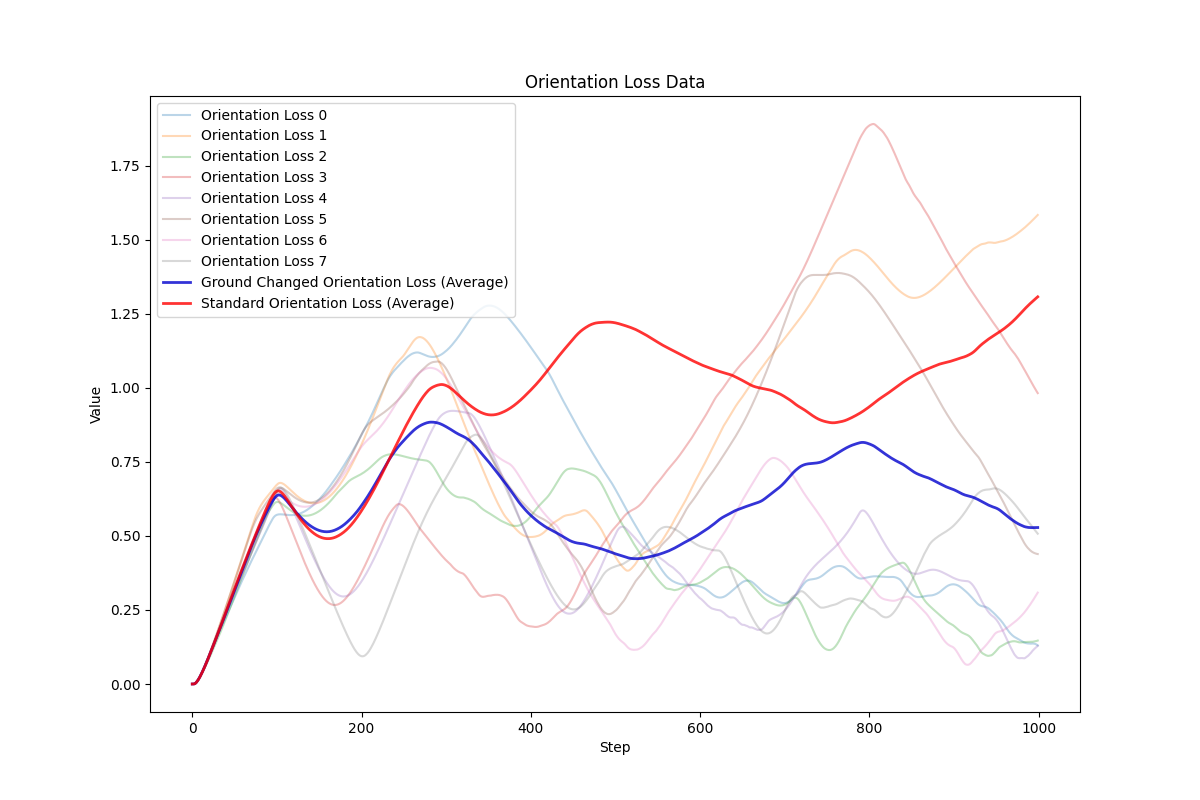 Orientation Loss Data
Orientation Loss 0
Orientation Loss 1
Orientation Loss 2
Orientation Loss 3
Orientation Loss 4
Orientation Loss 5
Orientation Loss 6
Orientation Loss 7
Ground Changed Orientation Loss (Average)
Standard Orientation Loss (Average)
1.75
1.50
1.25
1.00
0.75
0.50
0.25
0.00
Value
0 200 400 600 800 1000
Step